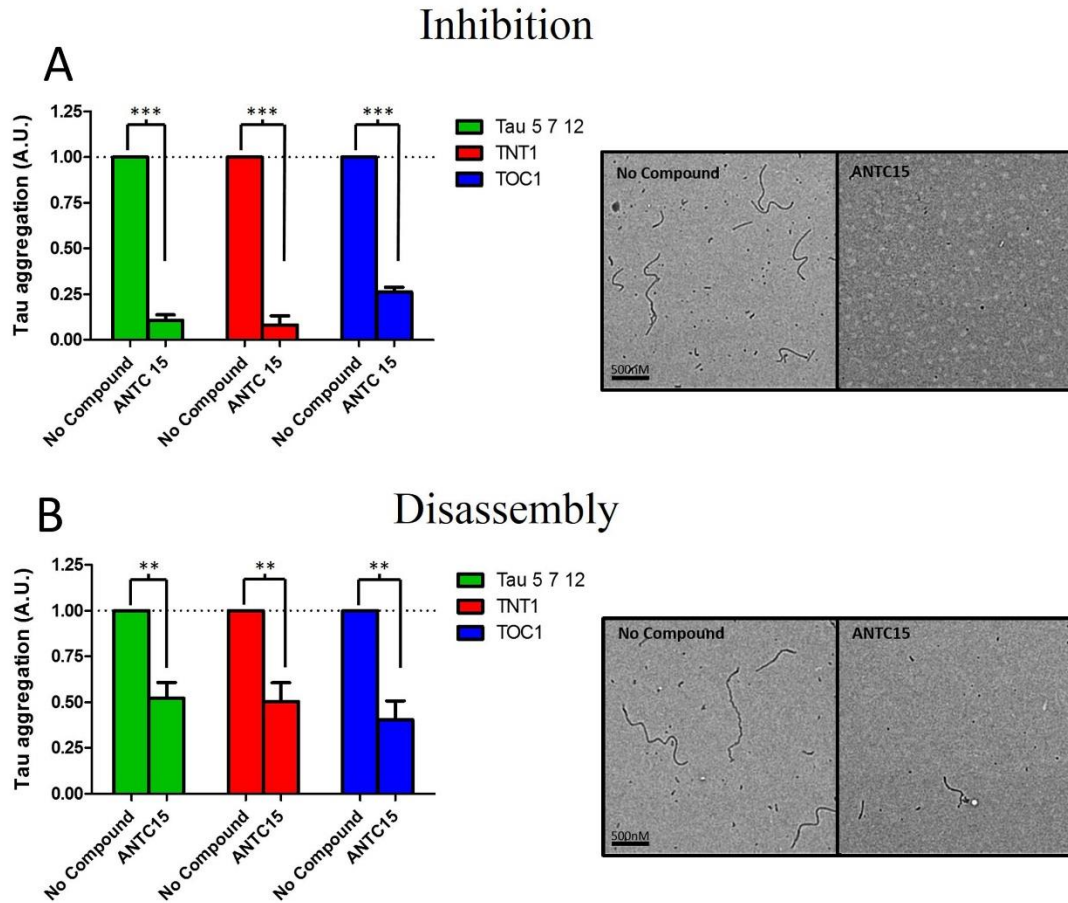 Inhibition
A
Tau aggregation (A.U.)
1.25
1.00
0.75
0.50
0.25
0.00
***
***
***
No Compound
ANTC 15
No Compound
ANTC 15
No Compound
ANTC 15
Tau 5 7 12
TNT1
TOC1
No Compound
500nM
ANTC15
Disassembly
B
Tau aggregation (A.U.)
1.25
1.00
0.75
0.50
0.25
0.00
**
**
**
No Compound
ANTC15
No Compound
ANTC15
No Compound
ANTC15
Tau 5 7 12
TNT1
TOC1
No Compound
500nM
ANTC15